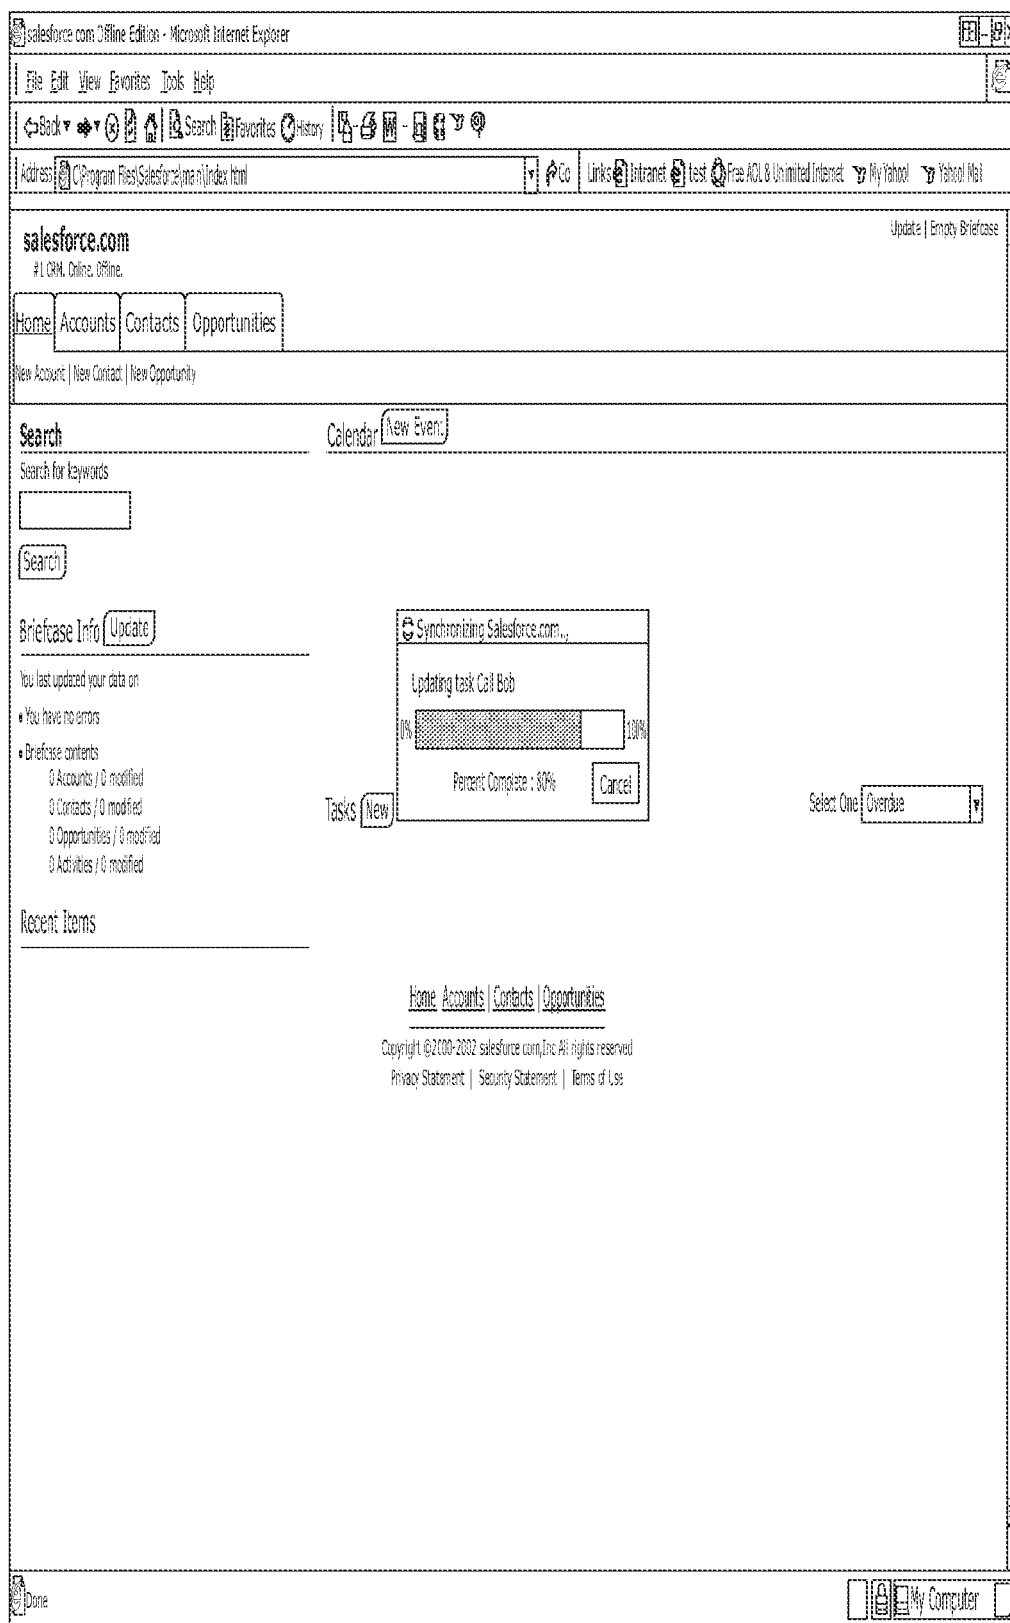 salesforce com Offline Edition - Microsoft Internet Explorer
File Edit View Favorites Tools Help
Back Search Favorites History
Address C\Program Files\Salesforce\main\index html Go Links Intranet test Free AOL & Unimited Internet My Yahoo! Yahoo! Mail
Update | Empty Briefcase
salesforce.com
#1 CRM. Online. Offline.
Home Accounts Contacts Opportunities
New Account | New Contact | New Opportunity
Search
Calendar New Event
Search for keywords
Search
Briefcase Info Update
You last updated your data on
• You have no errors
• Briefcase contents
0 Accounts / 0 modified
0 Contacts / 0 modified
0 Opportunities / 0 modified
0 Activities / 0 modified
Synchronizing Salesforce.com...
Updating task Call Bob
0% 100%
Percent Complete : 80% Cancel
Tasks New
Select One Overdue
Recent Items
Home Accounts | Contacts | Opportunities
Copyright ©2000-2002 salesforce com,Inc All rights reserved
Privacy Statement | Security Statement | Terms of Use
Done
My Computer